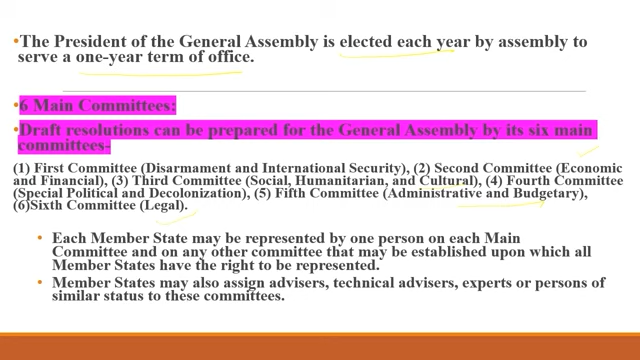 •The President of the General Assembly is elected each year by assembly to
serve a one-year term of office.
•6 Main Committees:
•Draft resolutions can be prepared for the General Assembly by its six main
committees-
(1) First Committee (Disarmament and International Security), (2) Second Committee (Economic
and Financial), (3) Third Committee (Social, Humanitarian, and Cultural), (4) Fourth Committee
(Special Political and Decolonization), (5) Fifth Committee (Administrative and Budgetary),
(6)Sixth Committee (Legal).
• Each Member State may be represented by one person on each Main
Committee and on any other committee that may be established upon which all
Member States have the right to be represented.
• Member States may also assign advisers, technical advisers, experts or persons of
similar status to these committees.